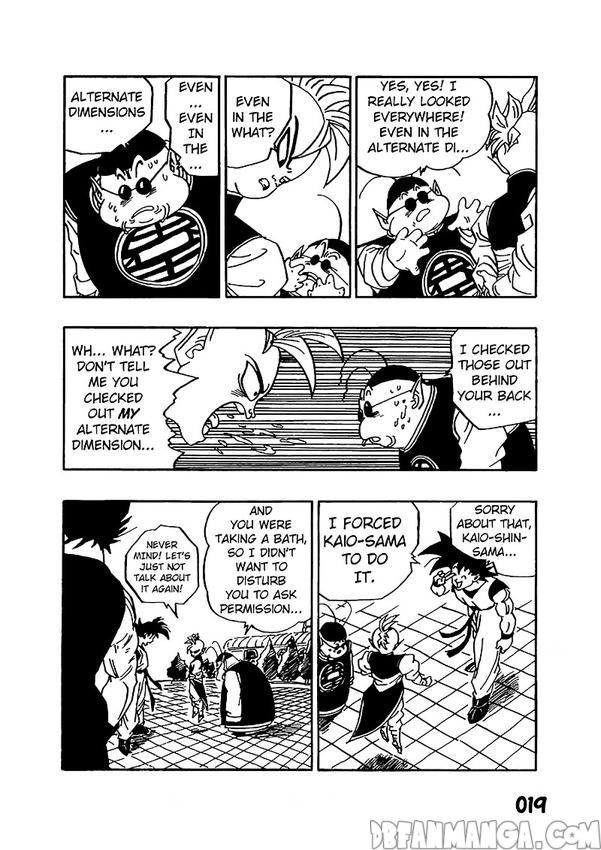 YES, YES! I
REALLY LOOKED
EVERYWHERE!
EVEN IN THE
ALTERNATE DI...
EVEN
IN THE
WHAT?
EVEN
...
EVEN
IN THE
...
ALTERNATE
DIMENSIONS
...
I CHECKED
THOSE OUT
BEHIND
YOUR BACK
...
WH... WHAT?
DON'T TELL
ME YOU
CHECKED
OUT MY
ALTERNATE
DIMENSION...
SORRY
ABOUT THAT,
KAIO-SHIN-
SAMA...
I FORCED
KAIO-SAMA
TO DO
IT.
AND
YOU WERE
TAKING A BATH,
SO I DIDN'T
WANT TO
DISTURB
YOU TO ASK
PERMISSION...
NEVER
MIND! LET'S
JUST NOT
TALK ABOUT
IT AGAIN!
019
DBFANMANGA.COM